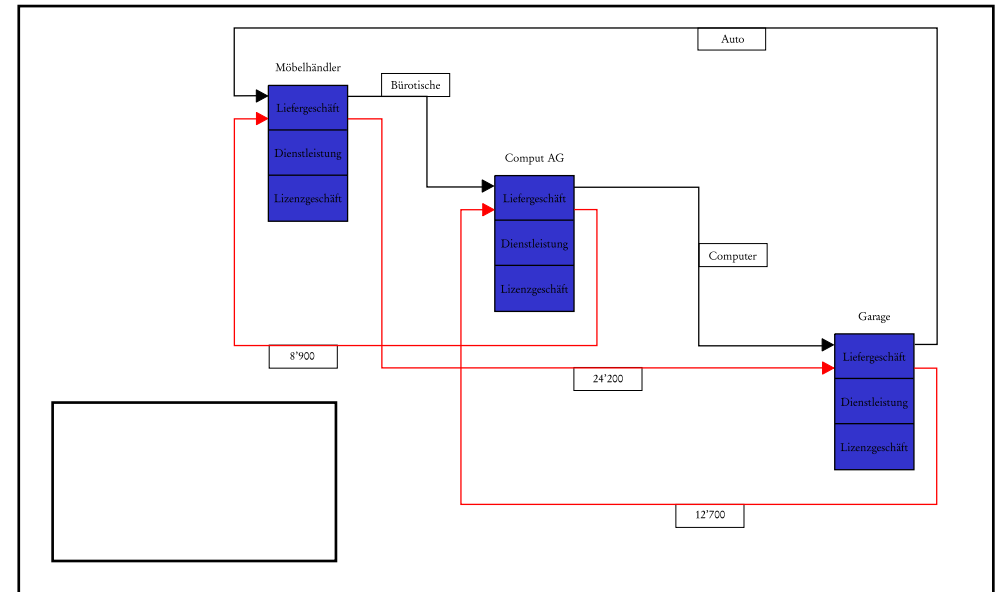 Auto
Möbelhändler
Bürotische
Liefergeschäft
Dienstleistung
Lizenzgeschäft
Comput AG
Liefergeschäft
Dienstleistung
Lizenzgeschäft
Computer
Garage
Liefergeschäft
Dienstleistung
Lizenzgeschäft
8'900
24'200
12'700